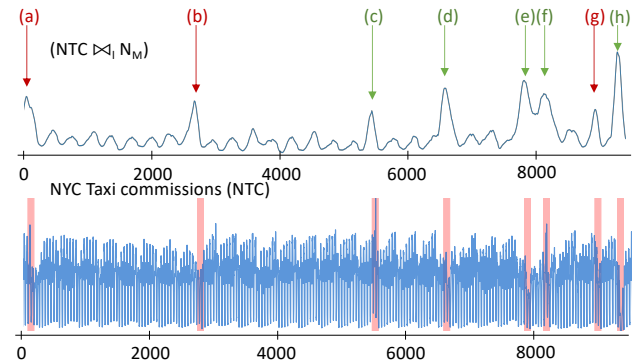 (a) (b) (c) (d) (e) (f) (g) (h)
(NTC ⋈I NM)
0 2000 4000 6000 8000
NYC Taxi commissions (NTC)
0 2000 4000 6000 8000